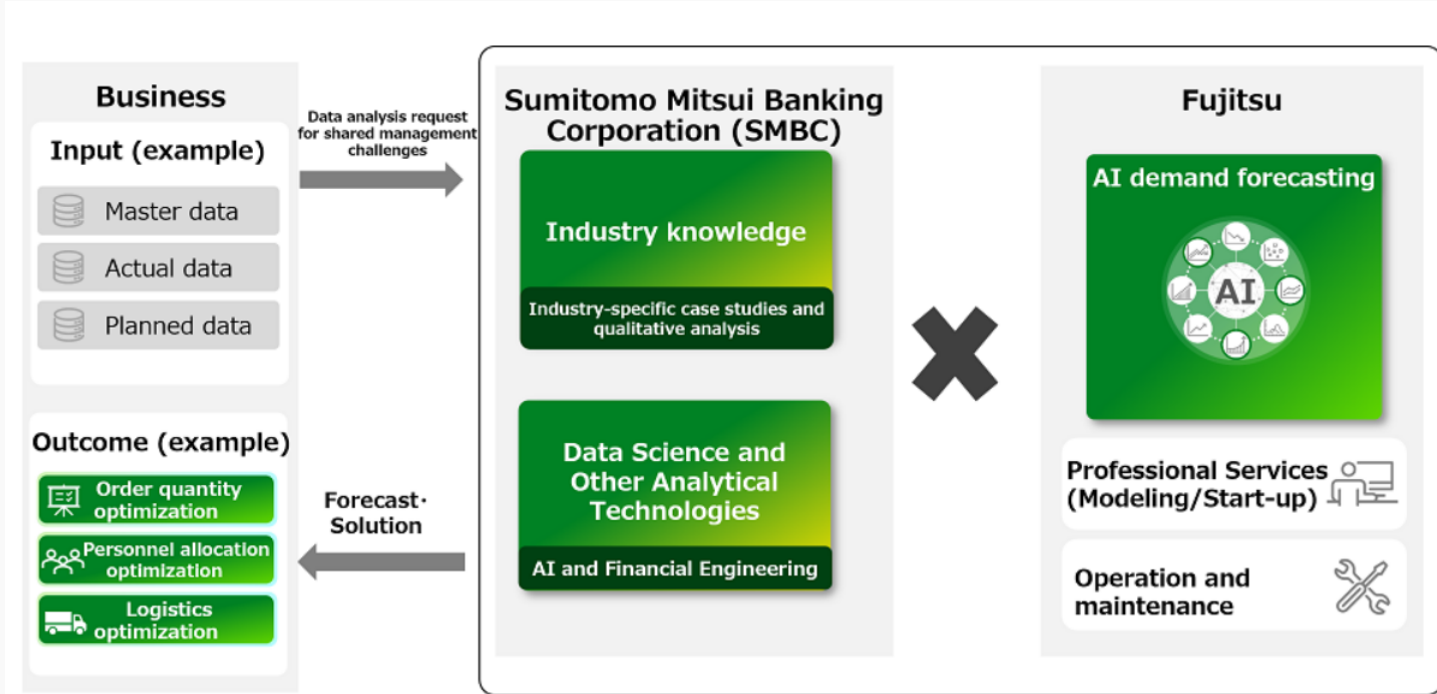 Business
Input (example)
Master data
Actual data
Planned data
Outcome (example)
Order quantity
optimization
Personnel allocation
optimization
Logistics
optimization
Data analysis request
for shared management
challenges
Forecast·
Solution
Sumitomo Mitsui Banking
Corporation (SMBC)
Industry knowledge
Industry-specific case studies and
qualitative analysis
Data Science and
Other Analytical
Technologies
AI and Financial Engineering
Fujitsu
AI demand forecasting
AI
Professional Services
(Modeling/Start-up)
Operation and
maintenance